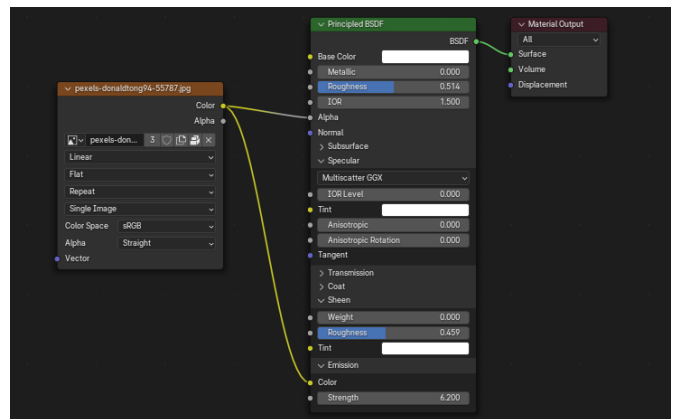 pexels-donaldtong94-55787.jpg
Color
Alpha
pexels-don... 3
Linear
Flat
Repeat
Single Image
Color Space sRGB
Alpha Straight
Vector
Principled BSDF
BSDF
Base Color
Metallic 0.000
Roughness 0.514
IOR 1.500
Alpha
Normal
Subsurface
Specular
Multiscatter GGX
IOR Level 0.000
Tint
Anisotropic 0.000
Anisotropic Rotation 0.000
Tangent
Transmission
Coat
Sheen
Weight 0.000
Roughness 0.459
Tint
Emission
Color
Strength 6.200
Material Output
All
Surface
Volume
Displacement